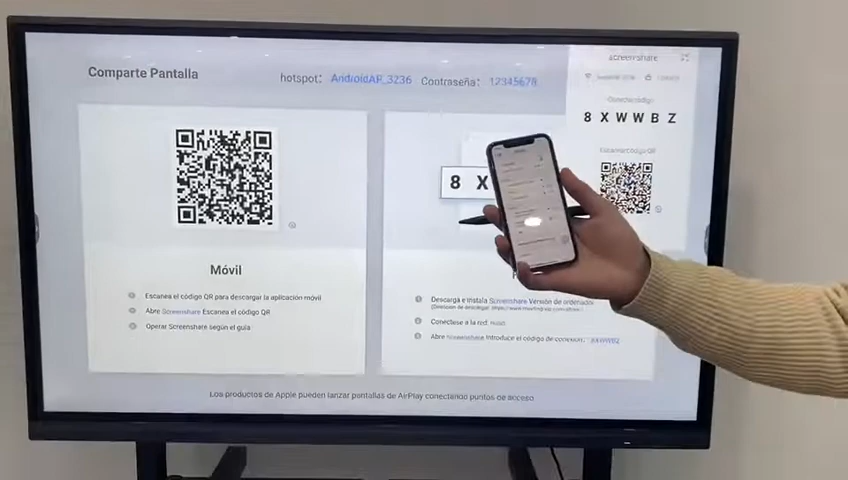 Comparte Pantalla
hotspot: AndroidAP_3236 Contraseña: 12345678
screenshare
8 X W W B Z
8 X
Móvil
Escanea el código QR para descargar la aplicación móvil
Abre Screenshare Escanea el código QR
Operar Screenshare según el guía
Descarga e instala Screenshare Versión de ordenador
Conéctese a la red:
Abre Screenshare Introduce el código de conexión: 8XWWBZ
Los productos de Apple pueden lanzar pantallas de AirPlay conectando puntos de acceso